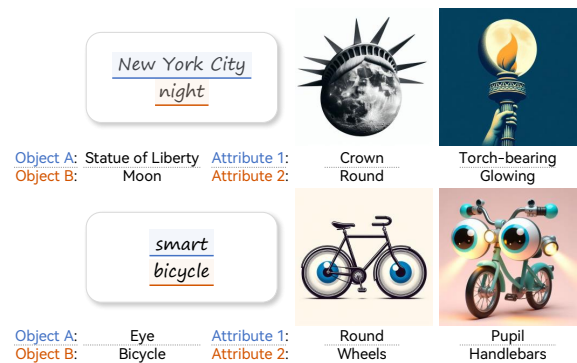 New York City
night
Object A: Statue of Liberty Attribute 1: Crown Torch-bearing
Object B: Moon Attribute 2: Round Glowing
smart
bicycle
Object A: Eye Attribute 1: Round Pupil
Object B: Bicycle Attribute 2: Wheels Handlebars